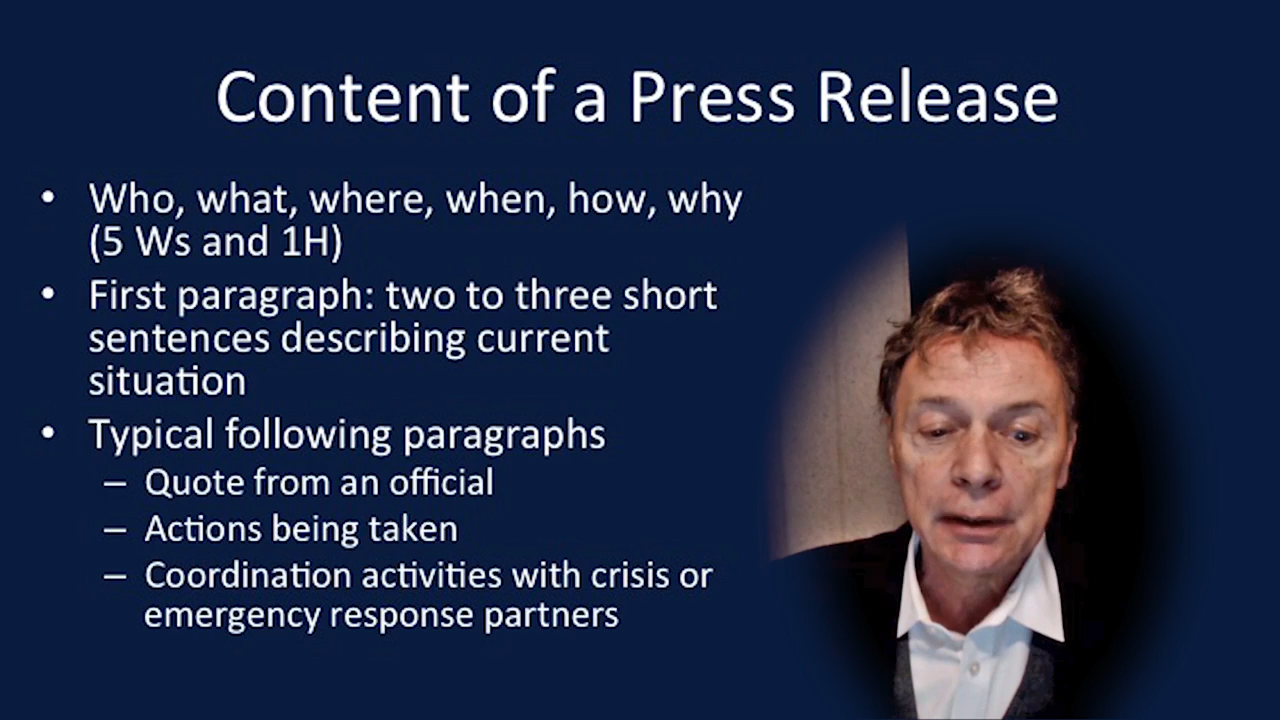 Content of a Press Release
• Who, what, where, when, how, why
(5 Ws and 1H)
• First paragraph: two to three short
sentences describing current
situation
• Typical following paragraphs
– Quote from an official
– Actions being taken
– Coordination activities with crisis or
emergency response partners